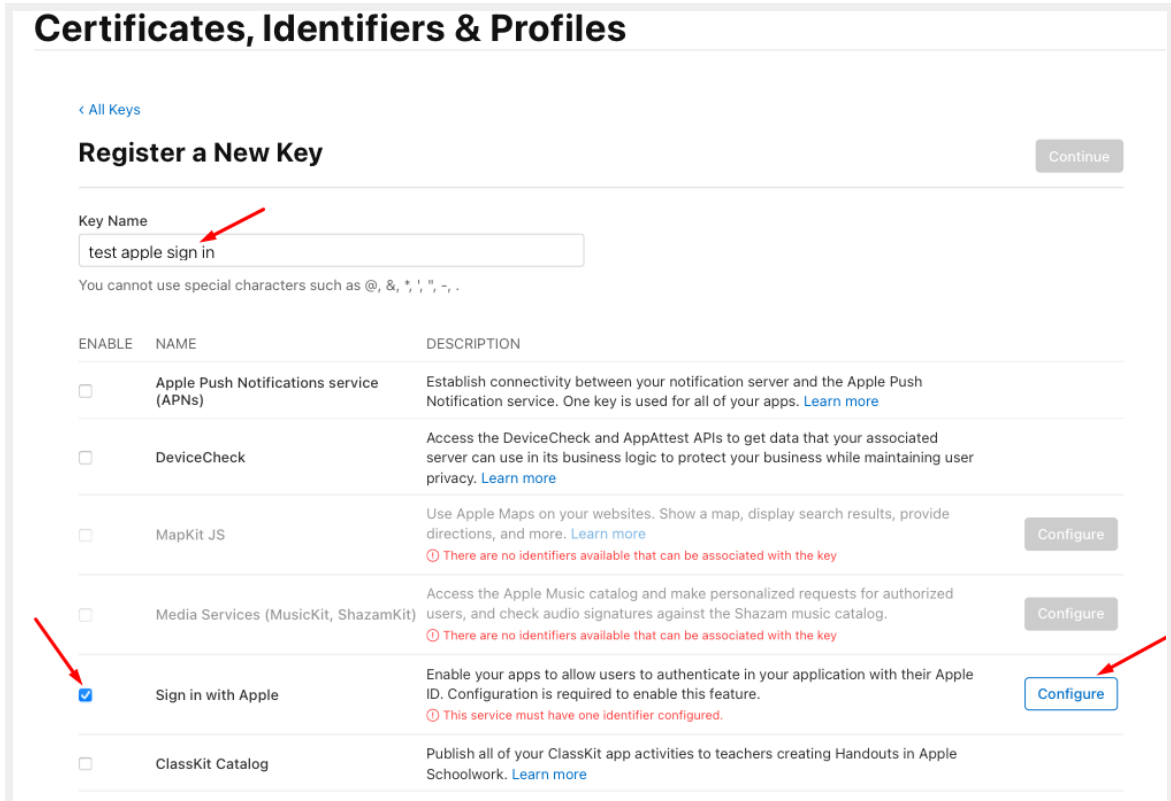 Certificates, Identifiers & Profiles
< All Keys
Register a New Key
Continue
Key Name
test apple sign in
You cannot use special characters such as @, &, *, ', ", -, .
ENABLE NAME DESCRIPTION
Apple Push Notifications service
(APNs)
Establish connectivity between your notification server and the Apple Push
Notification service. One key is used for all of your apps. Learn more
DeviceCheck
Access the DeviceCheck and AppAttest APIs to get data that your associated
server can use in its business logic to protect your business while maintaining user
privacy. Learn more
MapKit JS
Use Apple Maps on your websites. Show a map, display search results, provide
directions, and more. Learn more
There are no identifiers available that can be associated with the key
Configure
Media Services (MusicKit, ShazamKit)
Access the Apple Music catalog and make personalized requests for authorized
users, and check audio signatures against the Shazam music catalog.
There are no identifiers available that can be associated with the key
Configure
Sign in with Apple
Enable your apps to allow users to authenticate in your application with their Apple
ID. Configuration is required to enable this feature.
This service must have one identifier configured.
Configure
ClassKit Catalog
Publish all of your ClassKit app activities to teachers creating Handouts in Apple
Schoolwork. Learn more